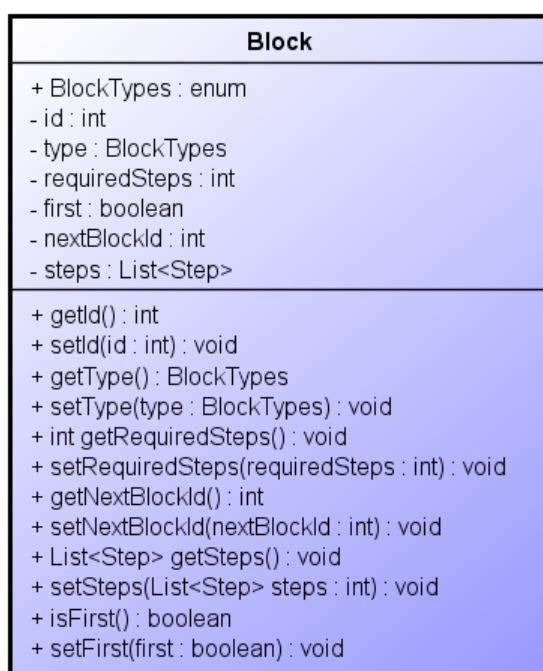 Block
+ BlockTypes : enum
- id : int
- type : BlockTypes
- requiredSteps : int
- first : boolean
- nextBlockId : int
- steps : List<Step>
+ getId() : int
+ setId(id : int) : void
+ getType() : BlockTypes
+ setType(type : BlockTypes) : void
+ int getRequiredSteps() : void
+ setRequiredSteps(requiredSteps : int) : void
+ getNextBlockId() : int
+ setNextBlockId(nextBlockId : int) : void
+ List<Step> getSteps() : void
+ setSteps(List<Step> steps : int) : void
+ isFirst() : boolean
+ setFirst(first : boolean) : void